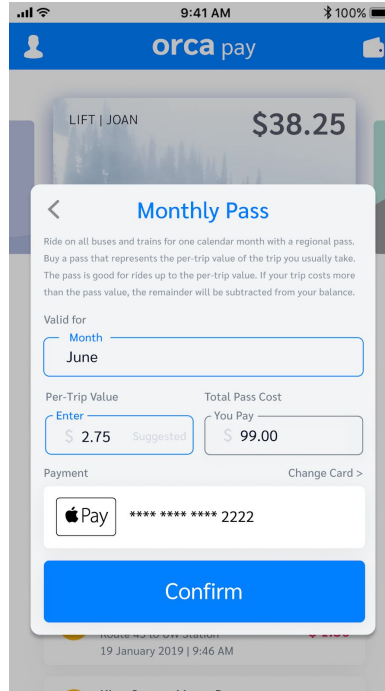 9:41 AM
100%
orca pay
LIFT | JOAN
$38.25
Monthly Pass
Ride on all buses and trains for one calendar month with a regional pass.
Buy a pass that represents the per-trip value of the trip you usually take.
The pass is good for rides up to the per-trip value. If your trip costs more
than the pass value, the remainder will be subtracted from your balance.
Valid for
Month
June
Per-Trip Value
Total Pass Cost
Enter
You Pay
$ 2.75 Suggested
$ 99.00
Payment
Change Card >
Pay **** **** **** 2222
Confirm
19 January 2019 | 9:46 AM